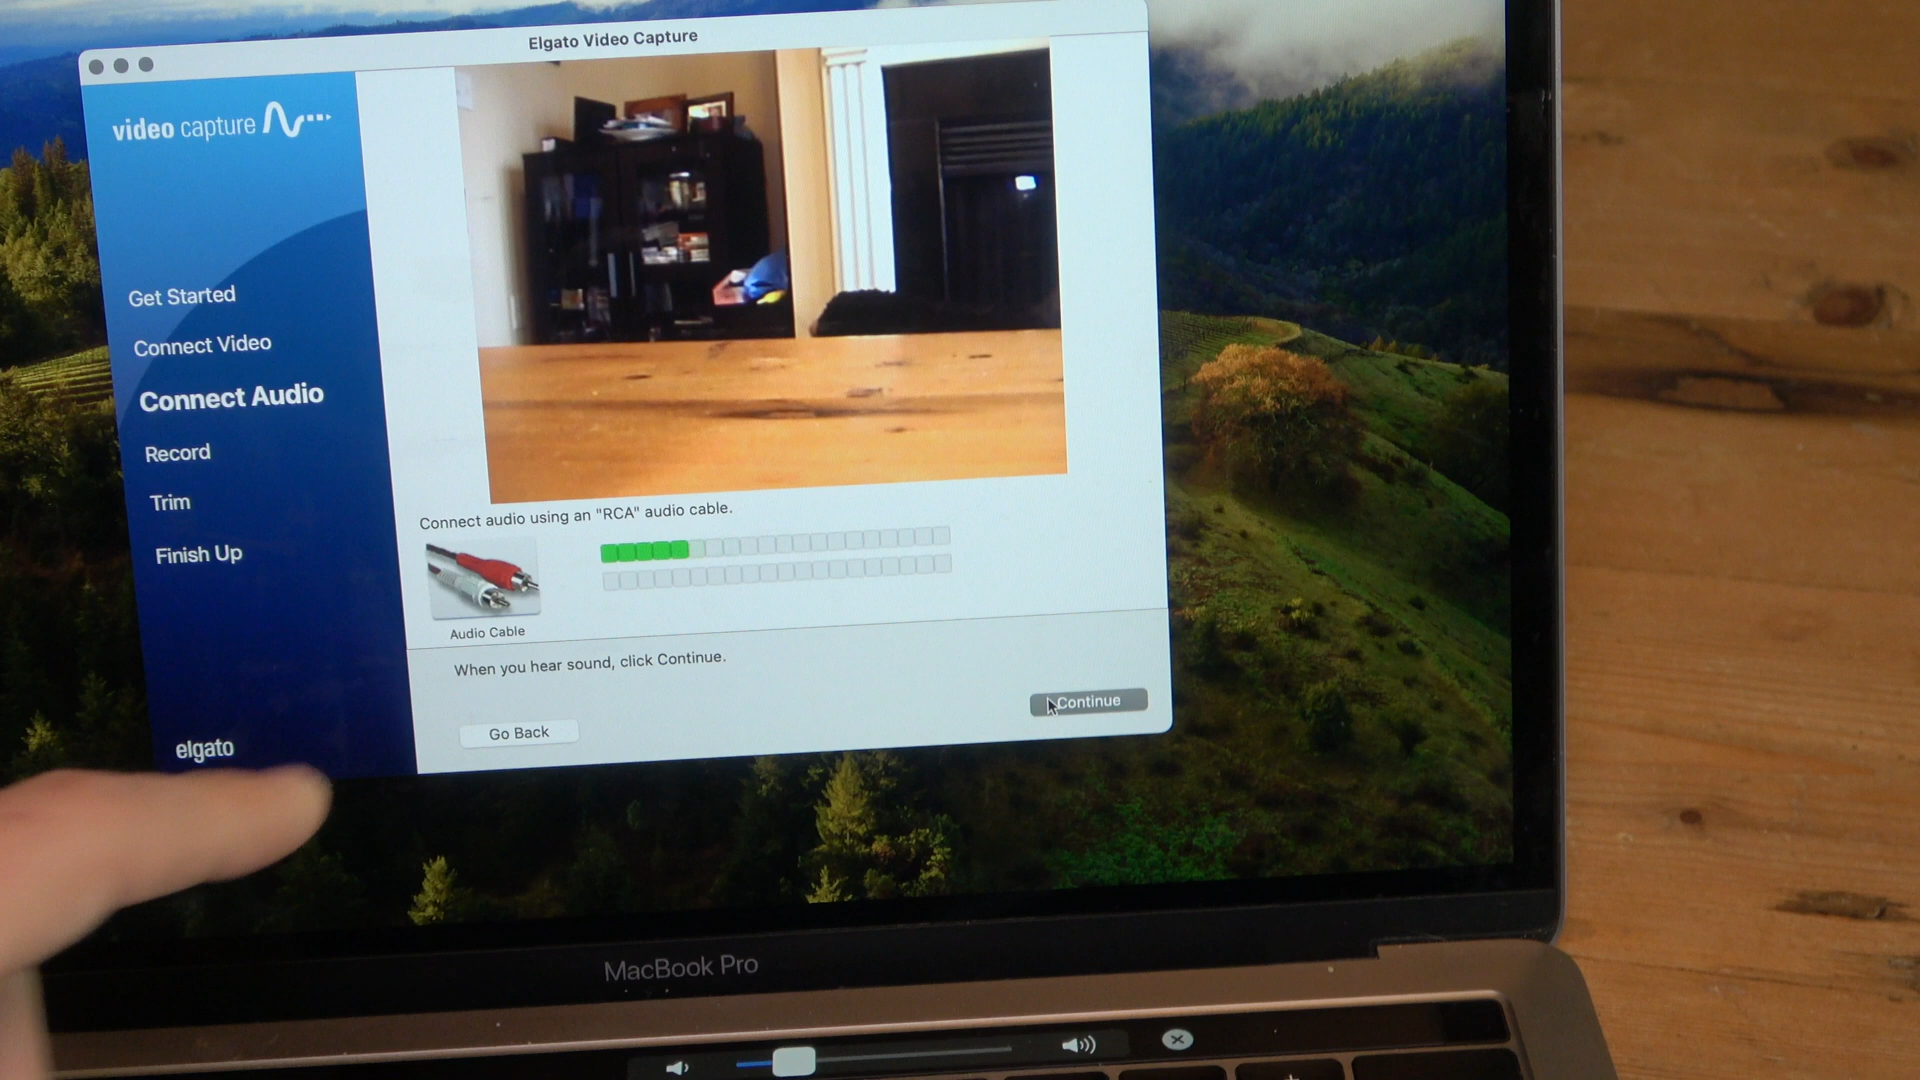 Elgato Video Capture
video capture
Get Started
Connect Video
Connect Audio
Record
Trim
Finish Up
elgato
Connect audio using an "RCA" audio cable.
Audio Cable
When you hear sound, click Continue.
Go Back
Continue
MacBook Pro